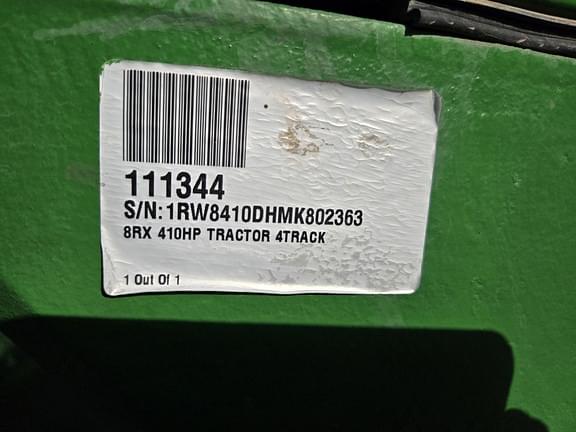 111344
S/N:1RW8410DHMK802363
8RX 410HP TRACTOR 4TRACK
1 Out Of 1